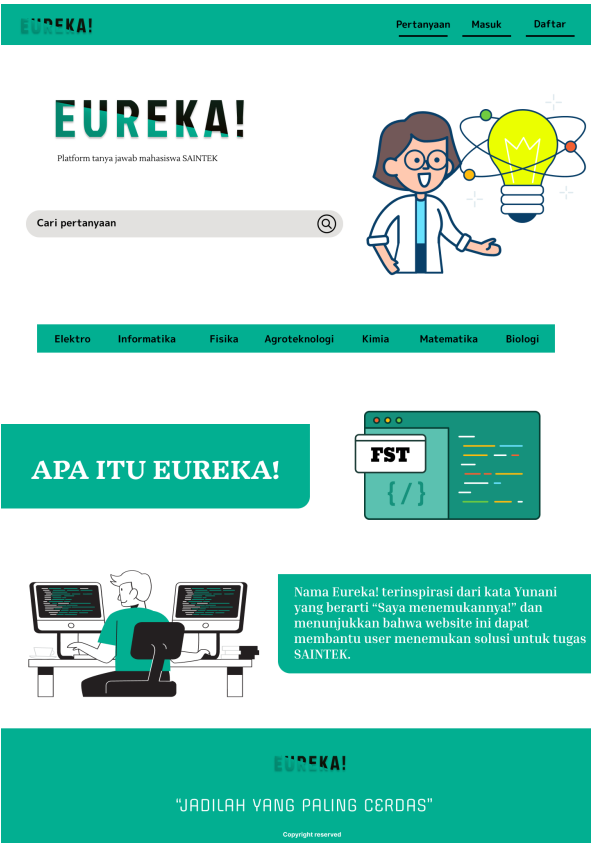 EUREKA!
Pertanyaan Masuk Daftar
EUREKA!
Platform tanya jawab mahasiswa SAINTEK
Cari pertanyaan
Elektro Informatika Fisika Agroteknologi Kimia Matematika Biologi
APA ITU EUREKA!
FST
{/}
Nama Eureka! terinspirasi dari kata Yunani
yang berarti “Saya menemukannya!” dan
menunjukkan bahwa website ini dapat
membantu user menemukan solusi untuk tugas
SAINTEK.
EUREKA!
“JADILAH YANG PALING CERDAS”
Copyright reserved